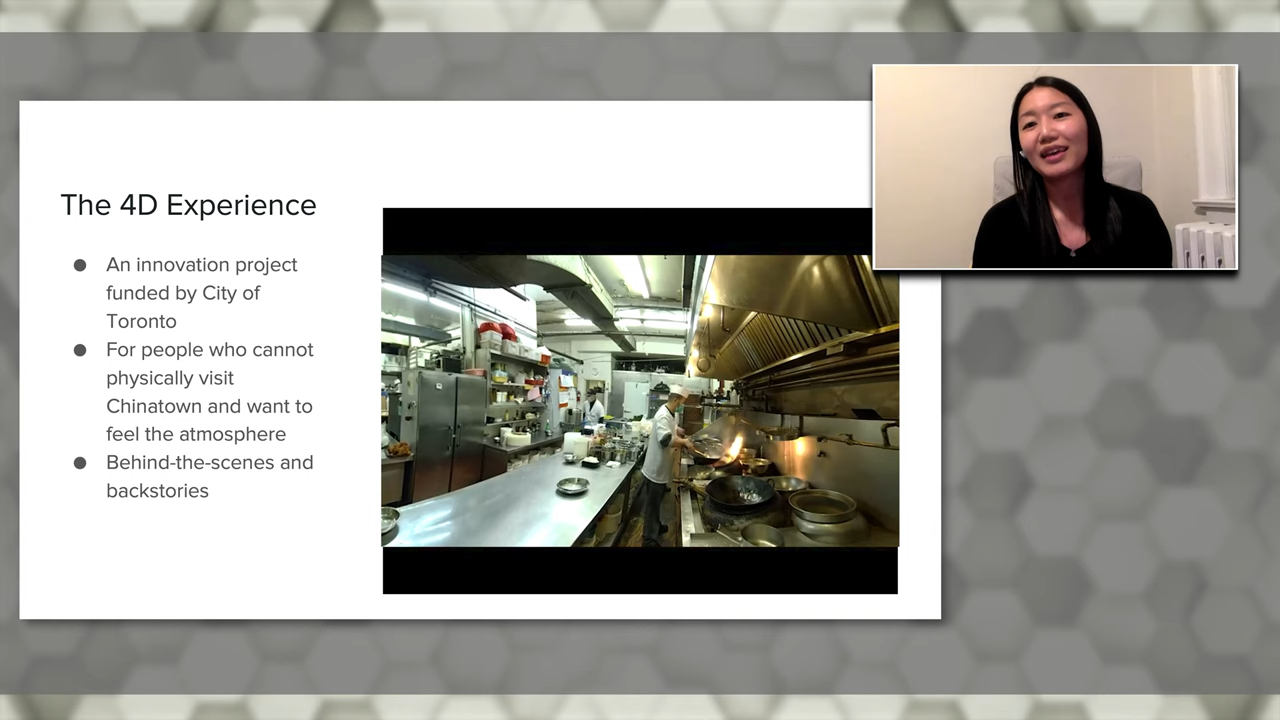 The 4D Experience
● An innovation project
funded by City of
Toronto
● For people who cannot
physically visit
Chinatown and want to
feel the atmosphere
● Behind-the-scenes and
backstories